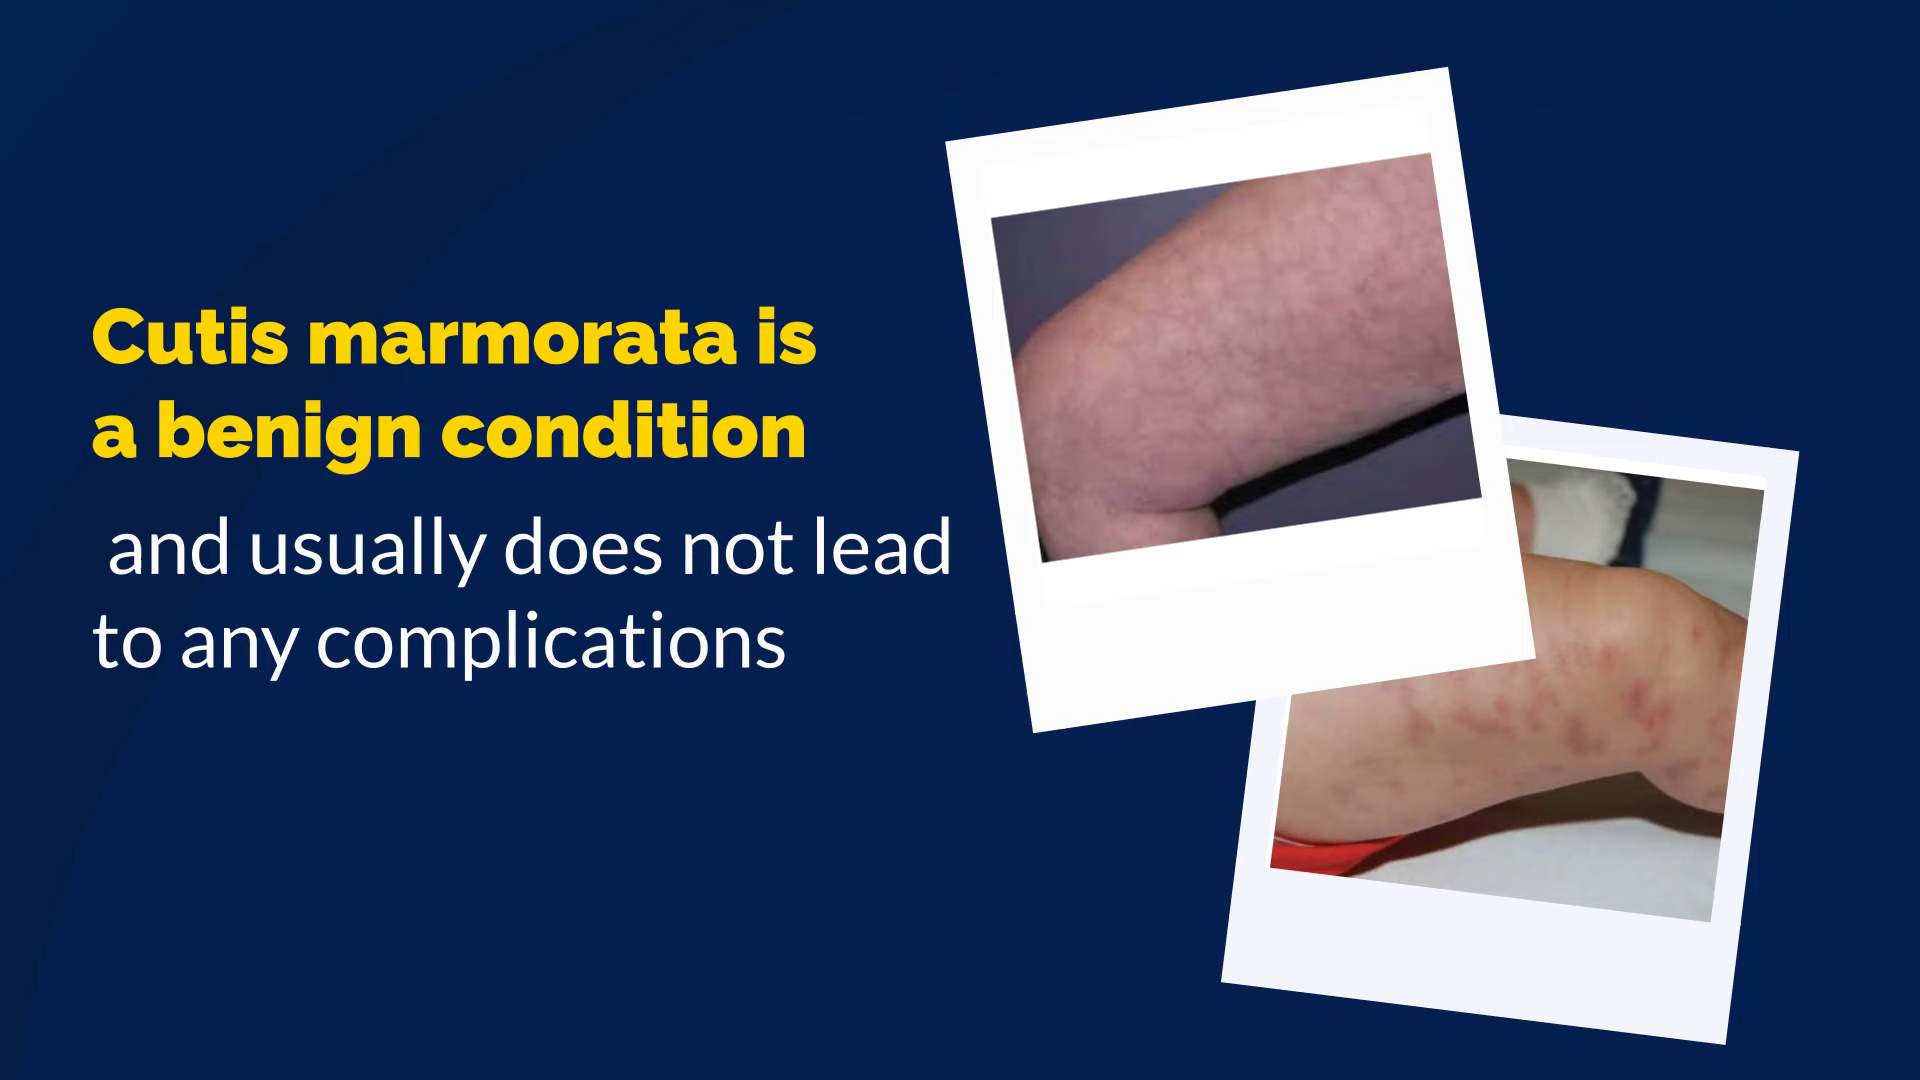 Cutis marmorata is
a benign condition
and usually does not lead
to any complications